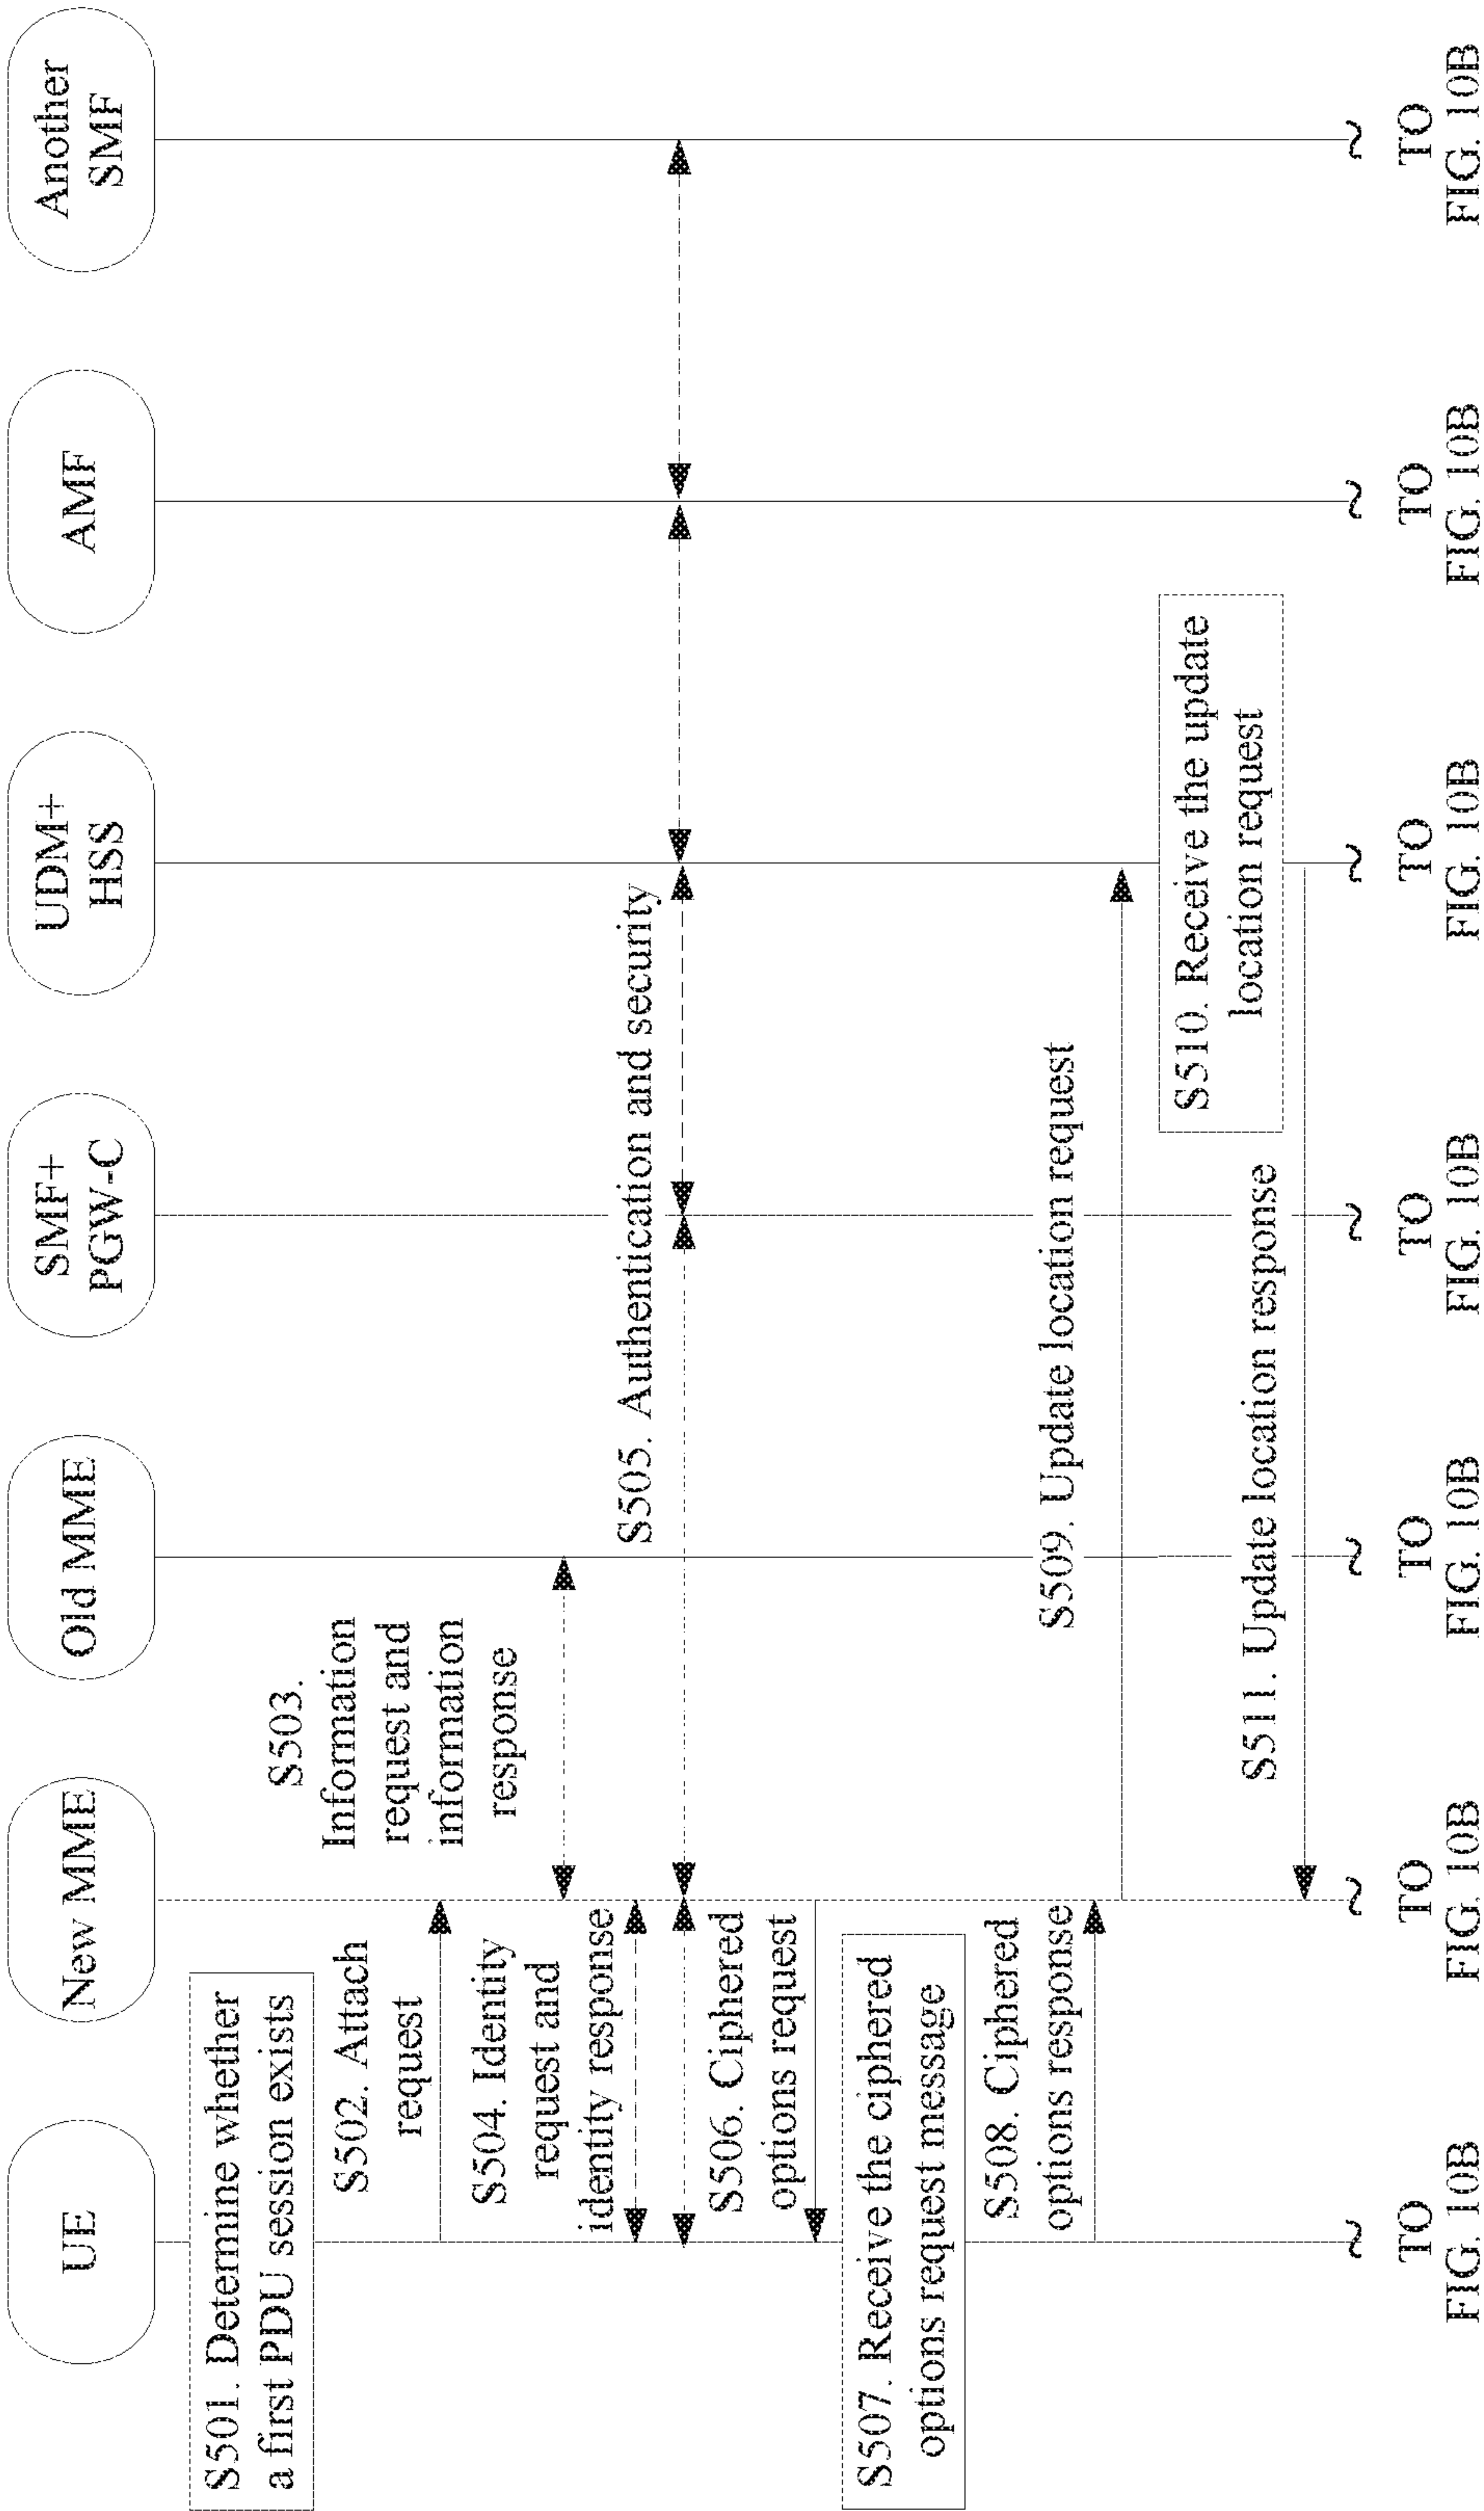 UE
New MME
Old MME
SMF+
PGW-C
UDM+
HSS
AMF
Another
SMF
S501. Determine whether
a first PDU session exists
S502. Attach
request
S503.
Information
request and
information
response
S504. Identity
request and
identity response
S505. Authentication and security
S506. Ciphered
options request
S507. Receive the ciphered
options request message
S508. Ciphered
options response
S509. Update location request
S510. Receive the update
location request
S511. Update location response
TO
FIG. 10B
TO
FIG. 10B
TO
FIG. 10B
TO
FIG. 10B
TO
FIG. 10B
TO
FIG. 10B
TO
FIG. 10B